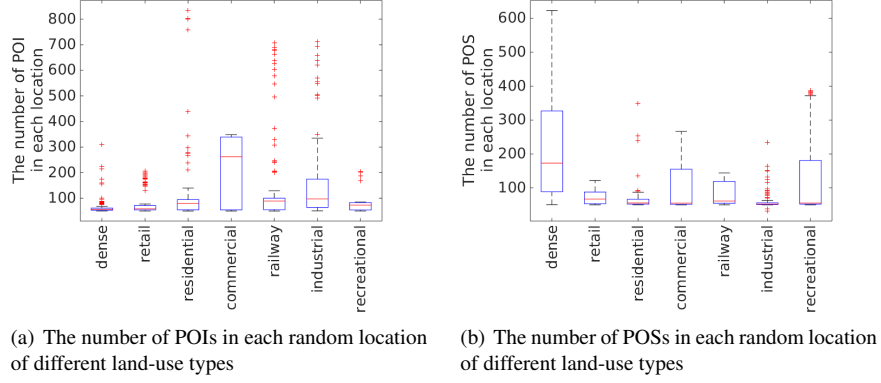 The number of POI
in each location
800
700
600
500
400
300
200
100
dense
retail
residential
commercial
railway
industrial
recreational
(a) The number of POIs in each random location
of different land-use types
The number of POS
in each location
600
500
400
300
200
100
dense
retail
residential
commercial
railway
industrial
recreational
(b) The number of POSs in each random location
of different land-use types